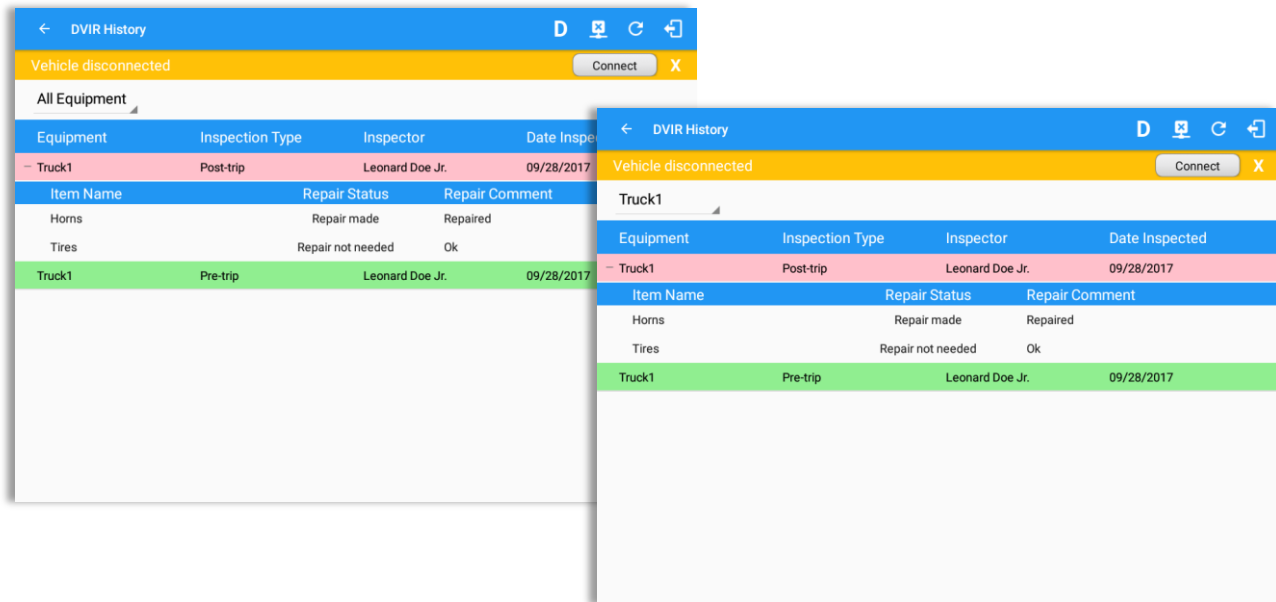 DVIR History D
Vehicle disconnected Connect X
All Equipment
Equipment Inspection Type Inspector Date Inspe
− Truck1 Post-trip Leonard Doe Jr. 09/28/2017
Item Name Repair Status Repair Comment
Horns Repair made Repaired
Tires Repair not needed Ok
Truck1 Pre-trip Leonard Doe Jr. 09/28/2017
DVIR History D
Vehicle disconnected Connect X
Truck1
Equipment Inspection Type Inspector Date Inspected
− Truck1 Post-trip Leonard Doe Jr. 09/28/2017
Item Name Repair Status Repair Comment
Horns Repair made Repaired
Tires Repair not needed Ok
Truck1 Pre-trip Leonard Doe Jr. 09/28/2017